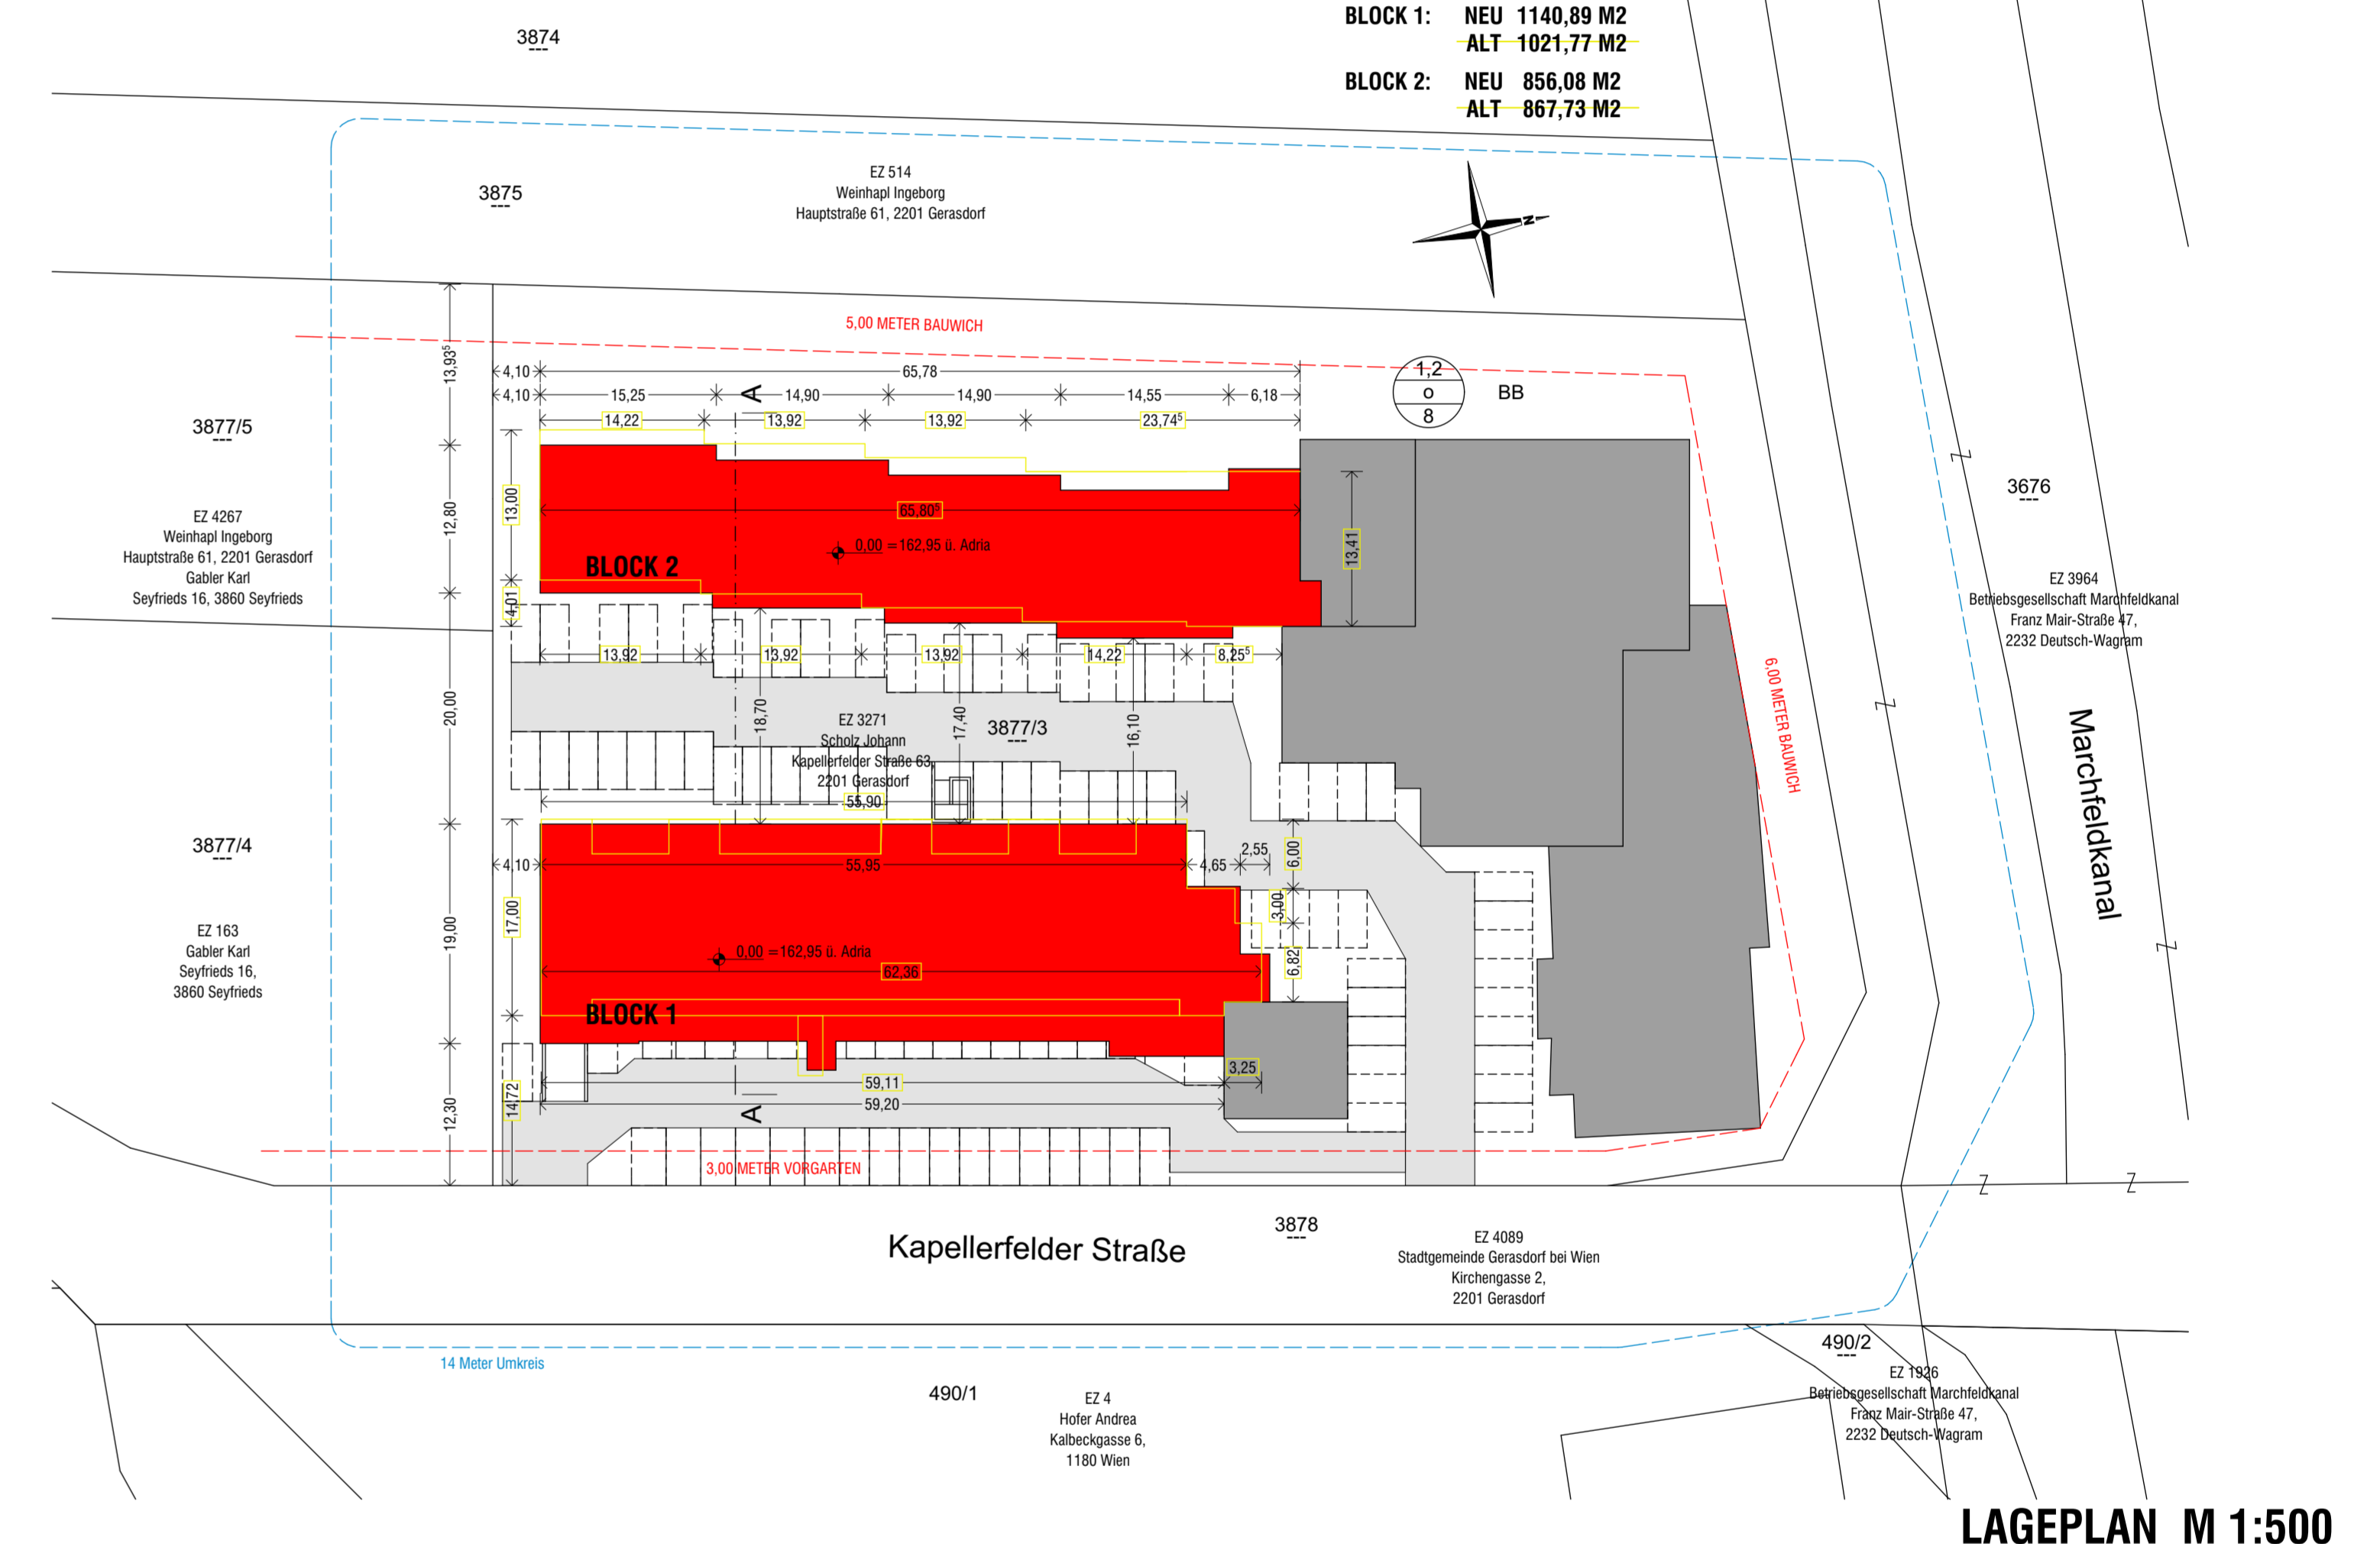 BLOCK 1: NEU 1140,89 M2
ALT 1021,77 M2
BLOCK 2: NEU 856,08 M2
ALT 867,73 M2
3874
---
3875
---
EZ 514
Weinhapl Ingeborg
Hauptstraße 61, 2201 Gerasdorf
N
5,00 METER BAUWICH
13,93⁵
4,10
65,78
4,10
15,25
A
14,90
14,90
14,55
6,18
14,22
13,92
13,92
23,74⁵
1,2
o
8
BB
3877/5
---
EZ 4267
Weinhapl Ingeborg
Hauptstraße 61, 2201 Gerasdorf
Gabler Karl
Seyfrieds 16, 3860 Seyfrieds
12,80
13,00
4,01
65,80⁵
0,00 =162,95 ü. Adria
BLOCK 2
13,41
3676
---
EZ 3964
Betriebsgesellschaft Marchfeldkanal
Franz Mair-Straße 47,
2232 Deutsch-Wagram
Marchfeldkanal
6,00 METER BAUWICH
13,92
13,92
13,92
14,22
8,25⁵
20,00
18,70
17,40
16,10
EZ 3271
Scholz Johann
Kapellerfelder Straße 63,
2201 Gerasdorf
3877/3
---
55,90
3877/4
---
EZ 163
Gabler Karl
Seyfrieds 16,
3860 Seyfrieds
4,10
55,95
4,65
2,55
6,00
3,00
6,82
19,00
17,00
0,00 =162,95 ü. Adria
62,36
BLOCK 1
3,25
59,11
59,20
A
14,72
12,30
3,00 METER VORGARTEN
Kapellerfelder Straße
3878
---
EZ 4089
Stadtgemeinde Gerasdorf bei Wien
Kirchengasse 2,
2201 Gerasdorf
14 Meter Umkreis
490/1
EZ 4
Hofer Andrea
Kalbeckgasse 6,
1180 Wien
490/2
---
EZ 1926
Betriebsgesellschaft Marchfeldkanal
Franz Mair-Straße 47,
2232 Deutsch-Wagram
LAGEPLAN M 1:500